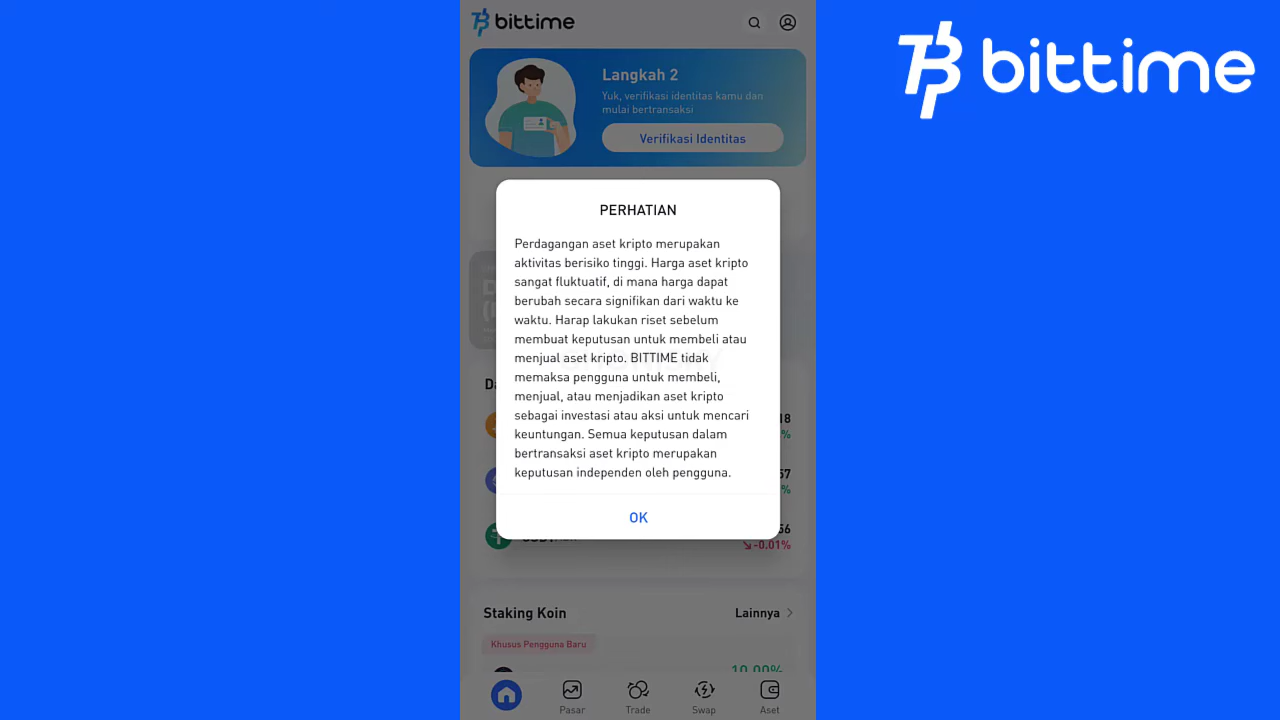 bittime
bittime
Langkah 2
Yuk, verifikasi identitas kamu dan
mulai bertransaksi
Verifikasi Identitas
PERHATIAN
Perdagangan aset kripto merupakan
aktivitas berisiko tinggi. Harga aset kripto
sangat fluktuatif, di mana harga dapat
berubah secara signifikan dari waktu ke
waktu. Harap lakukan riset sebelum
membuat keputusan untuk membeli atau
menjual aset kripto. BITTIME tidak
memaksa pengguna untuk membeli,
menjual, atau menjadikan aset kripto
sebagai investasi atau aksi untuk mencari
keuntungan. Semua keputusan dalam
bertransaksi aset kripto merupakan
keputusan independen oleh pengguna.
OK
18
%
57
%
56
-0.01%
Staking Koin
Lainnya
Khusus Pengguna Baru
10.00%
Pasar
Trade
Swap
Aset